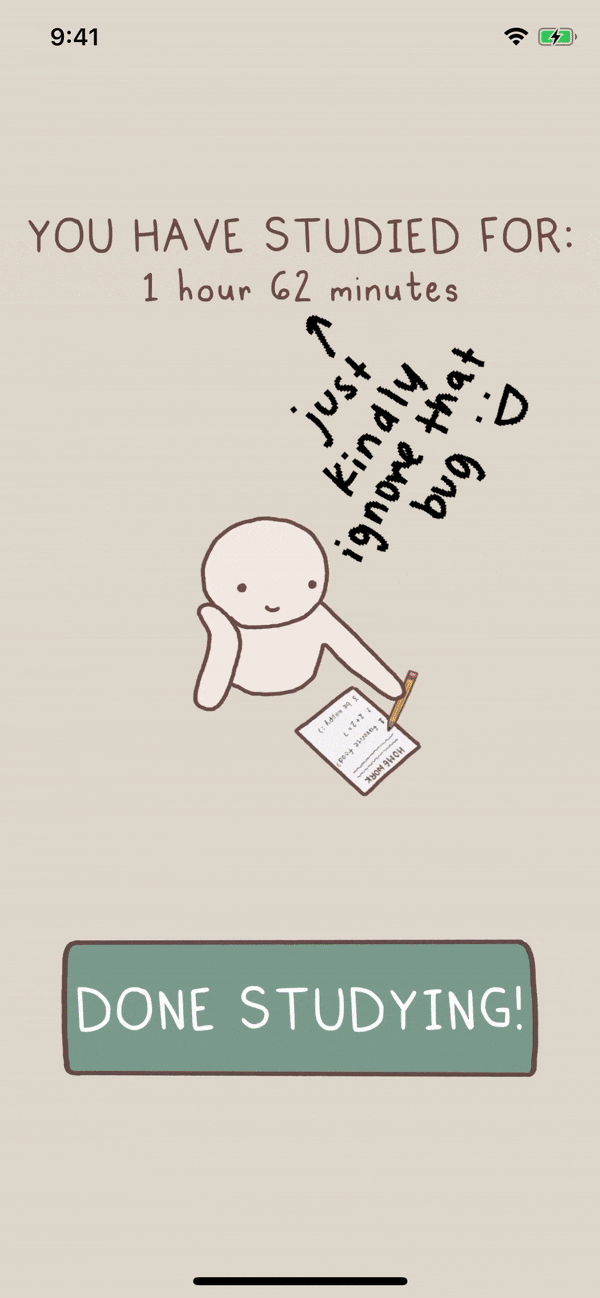 9:41
YOU HAVE STUDIED FOR:
1 hour 62 minutes
just
kindly
ignore that
bug :D
HOMEWORK
1. favorite food?
2. 2+2=?
3. be happy :)
DONE STUDYING!